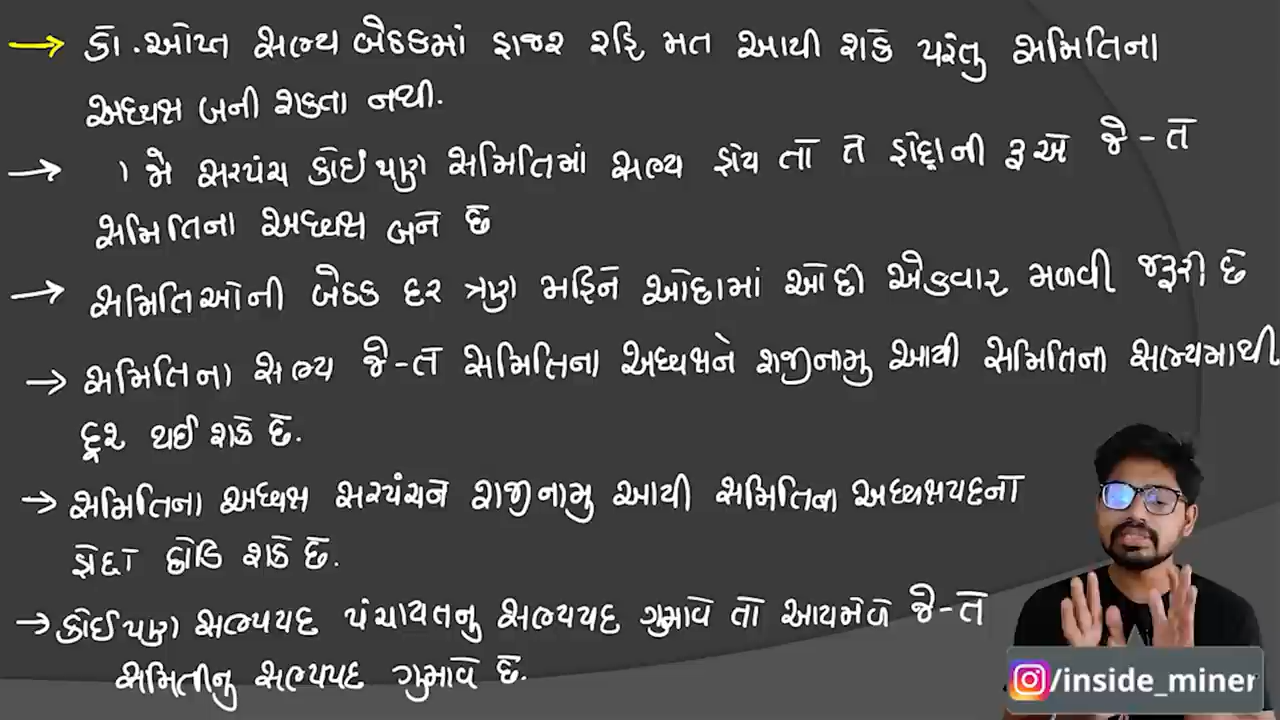 કો.ઓપ્ત સભ્ય બેઠકમાં હાજર રહિ મત આપી શકે પરંતુ સમિતિના
અધ્યક્ષ બની શકતા નથી.
જો સરપંચ કોઈ પણ સમિતિમાં સભ્ય હોય તો તે હોદ્દાની રૂએ જે-તે
સમિતિના અધ્યક્ષ બને છે
સમિતિઓની બેઠક દર ત્રણ મહિને ઓછામાં ઓછી એકવાર મળવી જરૂરી છે
સમિતિના સભ્ય જે-તે સમિતિના અધ્યક્ષને રાજીનામુ આપી સમિતિના સભ્યમાથી
દૂર થઈ શકે છે.
સમિતિના અધ્યક્ષ સરપંચને રાજીનામુ આપી સમિતિના અધ્યક્ષપદનો
હોદો છોડિ શકે છે.
કોઈ પણ સભ્યપદ પંચાયતનુ સભ્યપદ ગુમાવે તો આપમેળે જે-તે
સમિતીનુ સભ્યપદ ગુમાવે છે.
/inside_miner